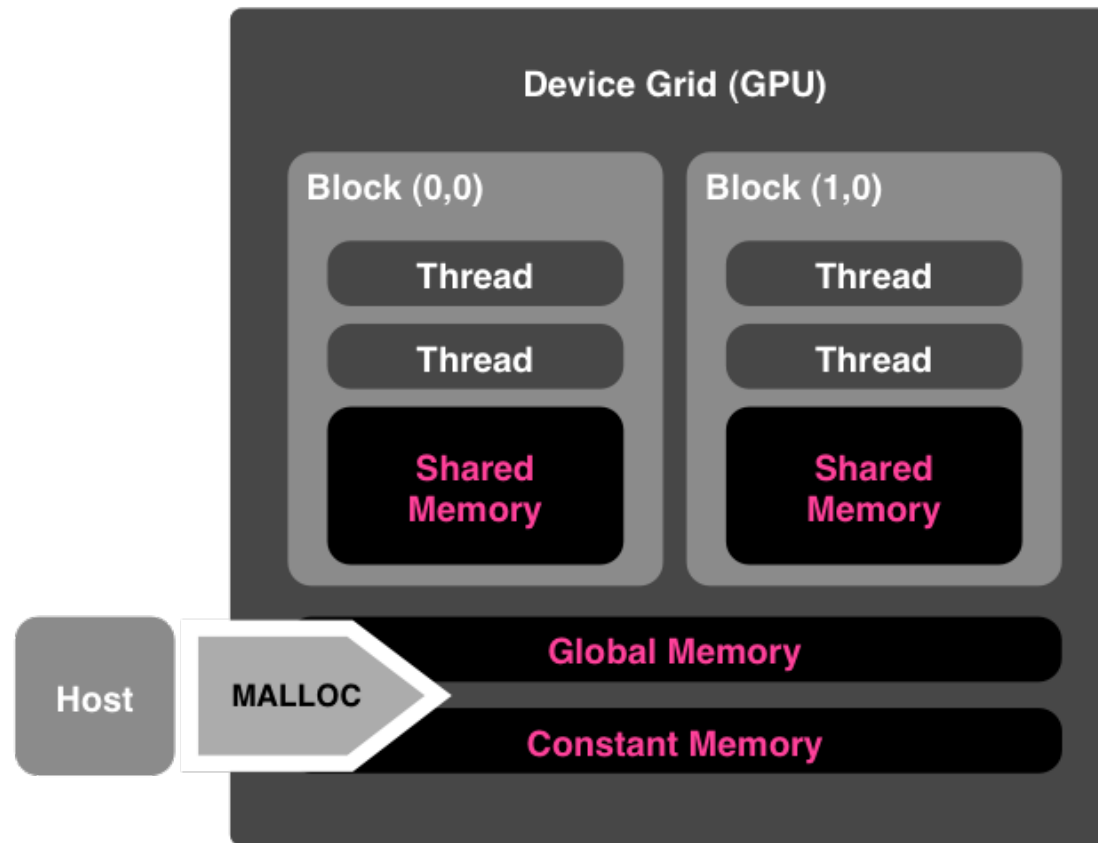 Device Grid (GPU)
Block (0,0)
Thread
Thread
Shared
Memory
Block (1,0)
Thread
Thread
Shared
Memory
Host
MALLOC
Global Memory
Constant Memory